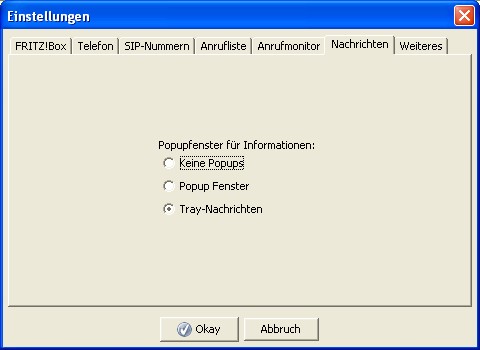 Einstellungen
FRITZ!Box Telefon SIP-Nummern Anrufliste Anrufmonitor Nachrichten Weiteres
Popupfenster für Informationen:
Keine Popups
Popup Fenster
Tray-Nachrichten
Okay Abbruch